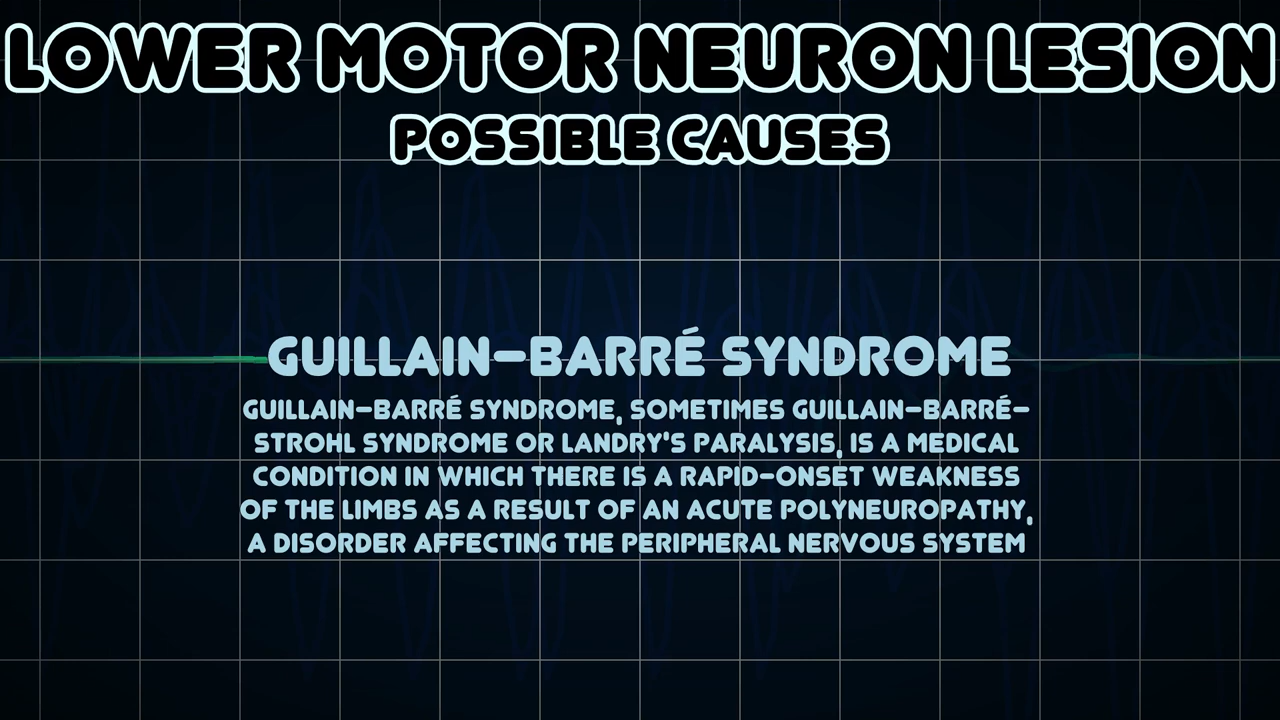 LOWER MOTOR NEURON LESION
POSSIBLE CAUSES
GUILLAIN–BARRÉ SYNDROME
GUILLAIN–BARRÉ SYNDROME, SOMETIMES GUILLAIN–BARRÉ–
STROHL SYNDROME OR LANDRY'S PARALYSIS, IS A MEDICAL
CONDITION IN WHICH THERE IS A RAPID-ONSET WEAKNESS
OF THE LIMBS AS A RESULT OF AN ACUTE POLYNEUROPATHY,
A DISORDER AFFECTING THE PERIPHERAL NERVOUS SYSTEM